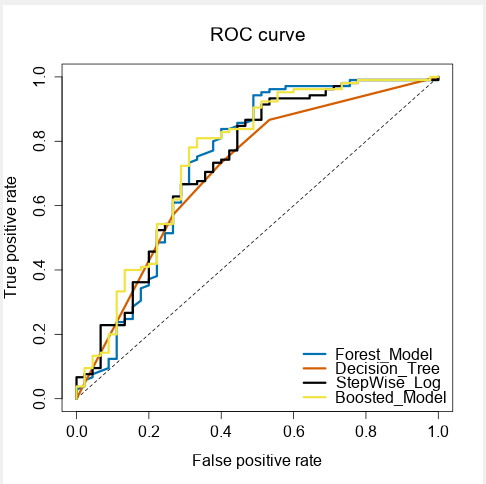 ROC curve
True positive rate
1.0
0.8
0.6
0.4
0.2
0.0
Forest_Model
Decision_Tree
StepWise_Log
Boosted_Model
0.0 0.2 0.4 0.6 0.8 1.0
False positive rate